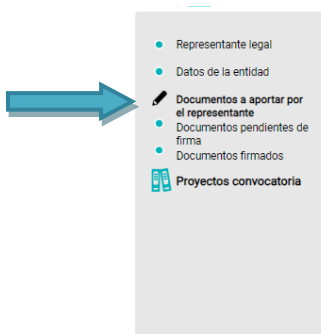 Representante legal
Datos de la entidad
Documentos a aportar por
el representante
Documentos pendientes de
firma
Documentos firmados
Proyectos convocatoria